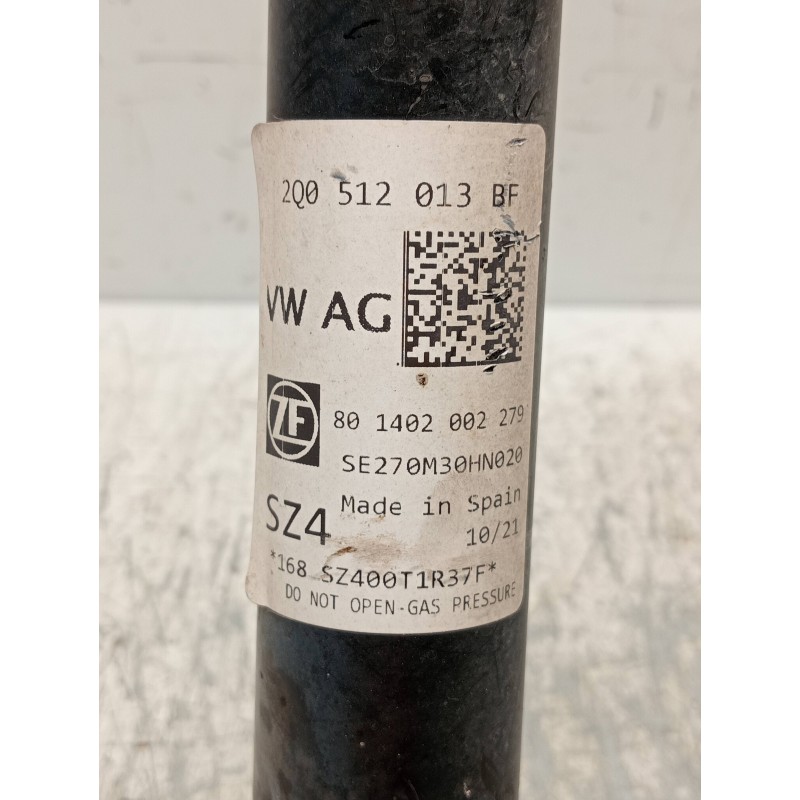 2Q0 512 013 BF
VW AG
ZF
80 1402 002 279
SE270M30HN020
Made in Spain
SZ4
10/21
*168 SZ400T1R37F*
DO NOT OPEN-GAS PRESSURE